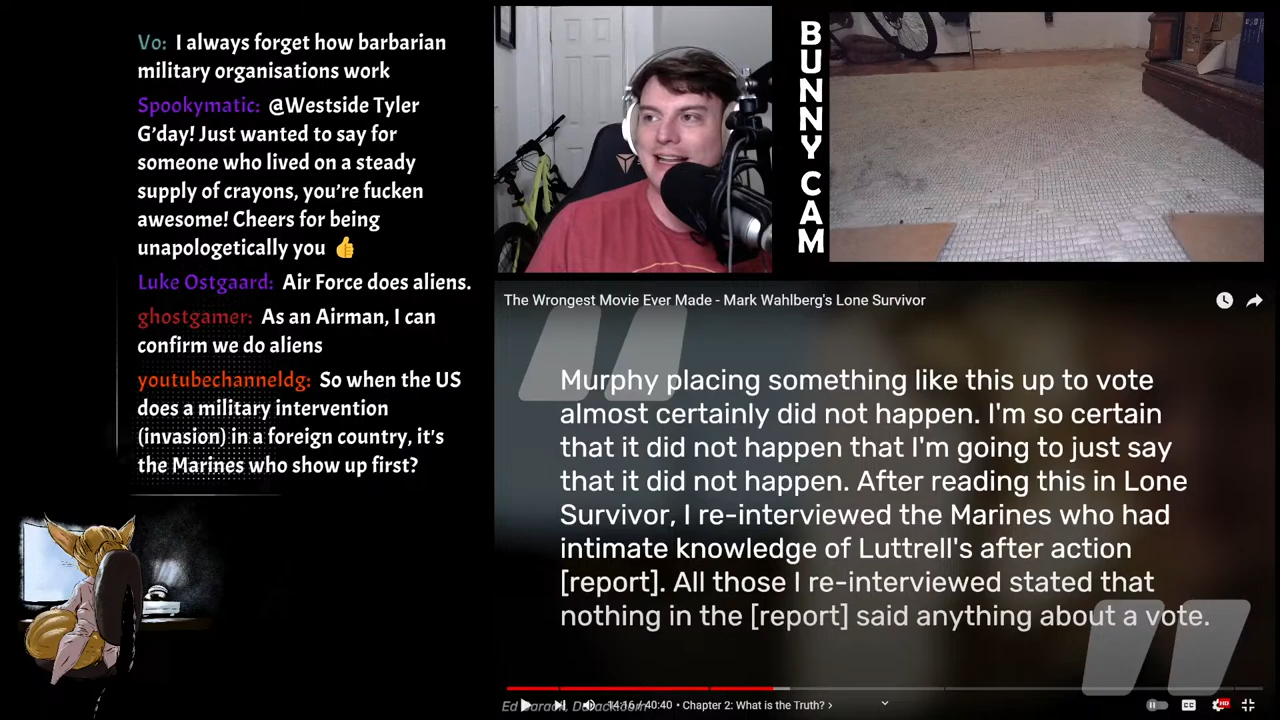 Vo: I always forget how barbarian
military organisations work
Spookymatic: @Westside Tyler
G'day! Just wanted to say for
someone who lived on a steady
supply of crayons, you're fucken
awesome! Cheers for being
unapologetically you 👍
Luke Ostgaard: Air Force does aliens.
ghostgamer: As an Airman, I can
confirm we do aliens
youtubechanneldg: So when the US
does a military intervention
(invasion) in a foreign country, it's
the Marines who show up first?
BUNNY CAM
The Wrongest Movie Ever Made - Mark Wahlberg's Lone Survivor
Murphy placing something like this up to vote
almost certainly did not happen. I'm so certain
that it did not happen that I'm going to just say
that it did not happen. After reading this in Lone
Survivor, I re-interviewed the Marines who had
intimate knowledge of Luttrell's after action
[report]. All those I re-interviewed stated that
nothing in the [report] said anything about a vote.
14:16 / 40:40 • Chapter 2: What is the Truth? ›
HD